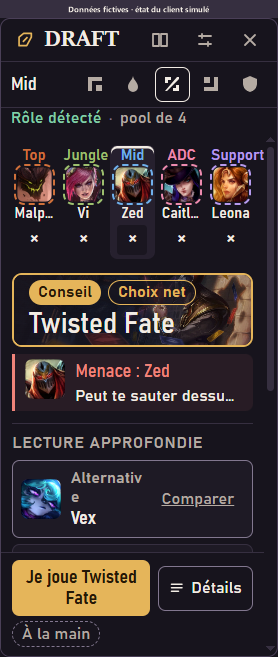 Données fictives · état du client simulé
DRAFT
Mid
Rôle détecté · pool de 4
Top Jungle Mid ADC Support
Malp... Vi Zed Caitl... Leona
× × × × ×
Conseil Choix net
Twisted Fate
Menace : Zed
Peut te sauter dessu...
LECTURE APPROFONDIE
Alternativ
e
Vex
Comparer
Je joue Twisted
Fate
Détails
À la main